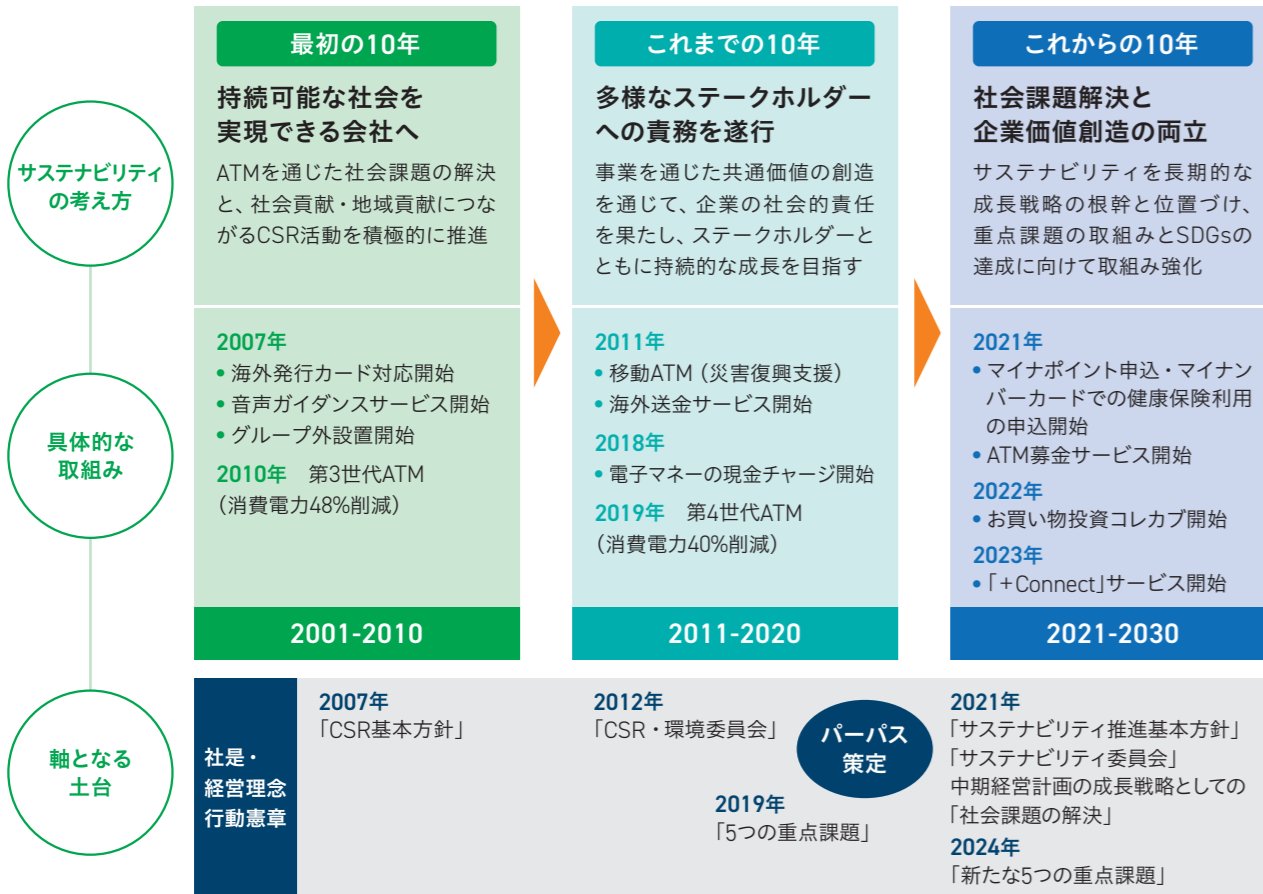 最初の10年
これまでの10年
これからの10年
サステナビリティ
の考え方
持続可能な社会を
実現できる会社へ
ATMを通じた社会課題の解決
と、社会貢献・地域貢献につな
がるCSR活動を積極的に推進
多様なステークホルダー
への責務を遂行
事業を通じた共通価値の創造
を通じて、企業の社会的責任
を果たし、ステークホルダーと
ともに持続的な成長を目指す
社会課題解決と
企業価値創造の両立
サステナビリティを長期的な
成長戦略の根幹と位置づけ、
重点課題の取組みとSDGsの
達成に向けて取組み強化
具体的な
取組み
2007年
• 海外発行カード対応開始
• 音声ガイダンスサービス開始
• グループ外設置開始
2010年 第3世代ATM
（消費電力48%削減）
2011年
• 移動ATM（災害復興支援）
• 海外送金サービス開始
2018年
• 電子マネーの現金チャージ開始
2019年 第4世代ATM
（消費電力40%削減）
2021年
• マイナポイント申込・マイナン
バーカードでの健康保険利用
の申込開始
• ATM募金サービス開始
2022年
• お買い物投資コレカブ開始
2023年
• 「+Connect」サービス開始
2001-2010
2011-2020
2021-2030
軸となる
土台
社是・
経営理念
行動憲章
2007年
「CSR基本方針」
2012年
「CSR・環境委員会」
パーパス
策定
2019年
「5つの重点課題」
2021年
「サステナビリティ推進基本方針」
「サステナビリティ委員会」
中期経営計画の成長戦略としての
「社会課題の解決」
2024年
「新たな5つの重点課題」